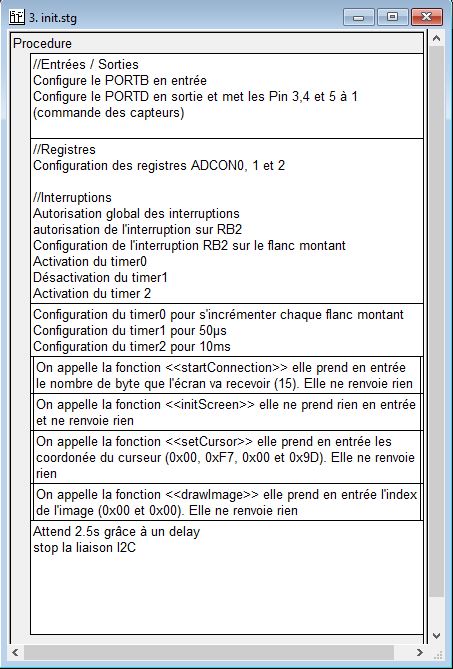 3. init.stg
Procedure
//Entrées / Sorties
Configure le PORTB en entrée
Configure le PORTD en sortie et met les Pin 3,4 et 5 à 1
(commande des capteurs)
//Registres
Configuration des registres ADCON0, 1 et 2
//Interruptions
Autorisation global des interruptions
autorisation de l'interruption sur RB2
Configuration de l'interruption RB2 sur le flanc montant
Activation du timer0
Désactivation du timer1
Activation du timer 2
Configuration du timer0 pour s'incrémenter chaque flanc montant
Configuration du timer1 pour 50µs
Configuration du timer2 pour 10ms
On appelle la fonction <<startConnection>> elle prend en entrée
le nombre de byte que l'écran va recevoir (15). Elle ne renvoie rien
On appelle la fonction <<initScreen>> elle ne prend rien en entrée
et ne renvoie rien
On appelle la fonction <<setCursor>> elle prend en entrée les
coordonée du curseur (0x00, 0xF7, 0x00 et 0x9D). Elle ne renvoie
rien
On appelle la fonction <<drawImage>> elle prend en entrée l'index
de l'image (0x00 et 0x00). Elle ne renvoie rien
Attend 2.5s grâce à un delay
stop la liaison I2C